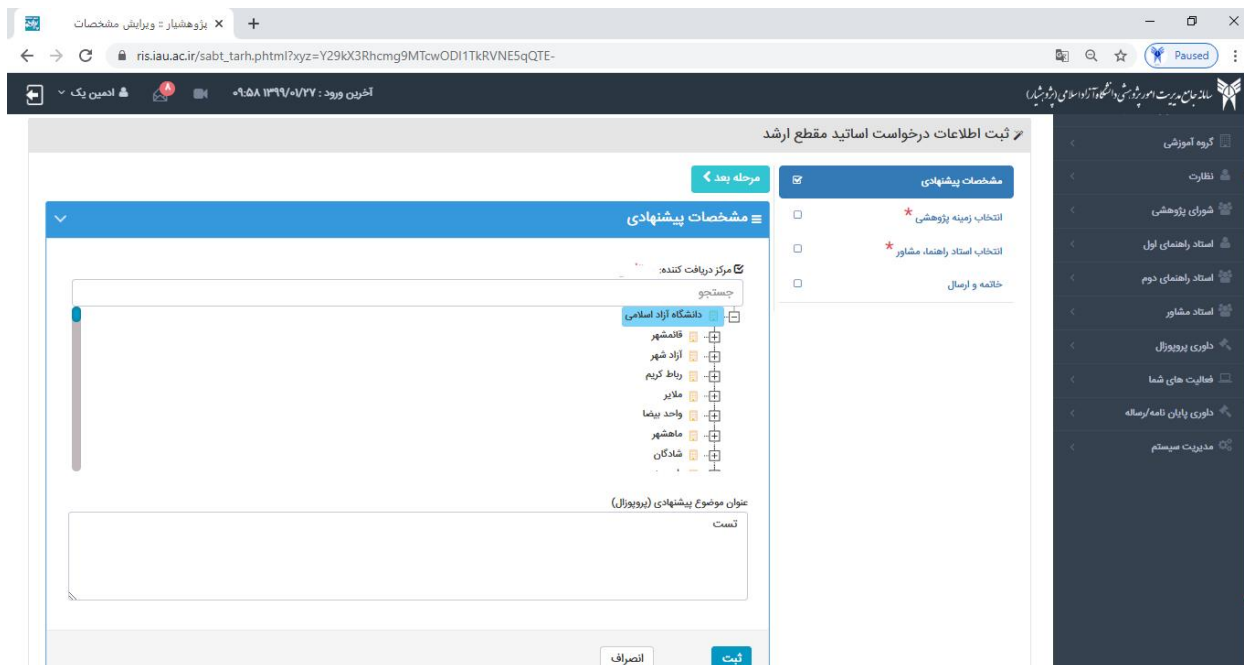 پژوهشیار :: ویرایش مشخصات
ris.iau.ac.ir/sabt_tarh.phtml?xyz=Y29kX3Rhcmg9MTcwODI1TkRVNE5qQTE-
Paused
سامانه جامع مدیریت امور پژوهشی دانشگاه آزاد اسلامی (پژوهشیار)
آخرین ورود : ۱۳۹۹/۰۱/۲۷ ۰۹:۵۸
۸
ادمین یک
گروه آموزشی
نظارت
شورای پژوهشی
استاد راهنمای اول
استاد راهنمای دوم
استاد مشاور
داوری پروپوزال
فعالیت های شما
داوری پایان نامه/رساله
مدیریت سیستم
ثبت اطلاعات درخواست اساتید مقطع ارشد
مشخصات پیشنهادی
انتخاب زمینه پژوهشی *
انتخاب استاد راهنما، مشاور *
خاتمه و ارسال
مرحله بعد
مشخصات پیشنهادی
مرکز دریافت کننده:
جستجو
دانشگاه آزاد اسلامی
قائمشهر
آزاد شهر
رباط کریم
ملایر
واحد بیضا
ماهشهر
شادگان
عنوان موضوع پیشنهادی (پروپوزال)
تست
ثبت
انصراف